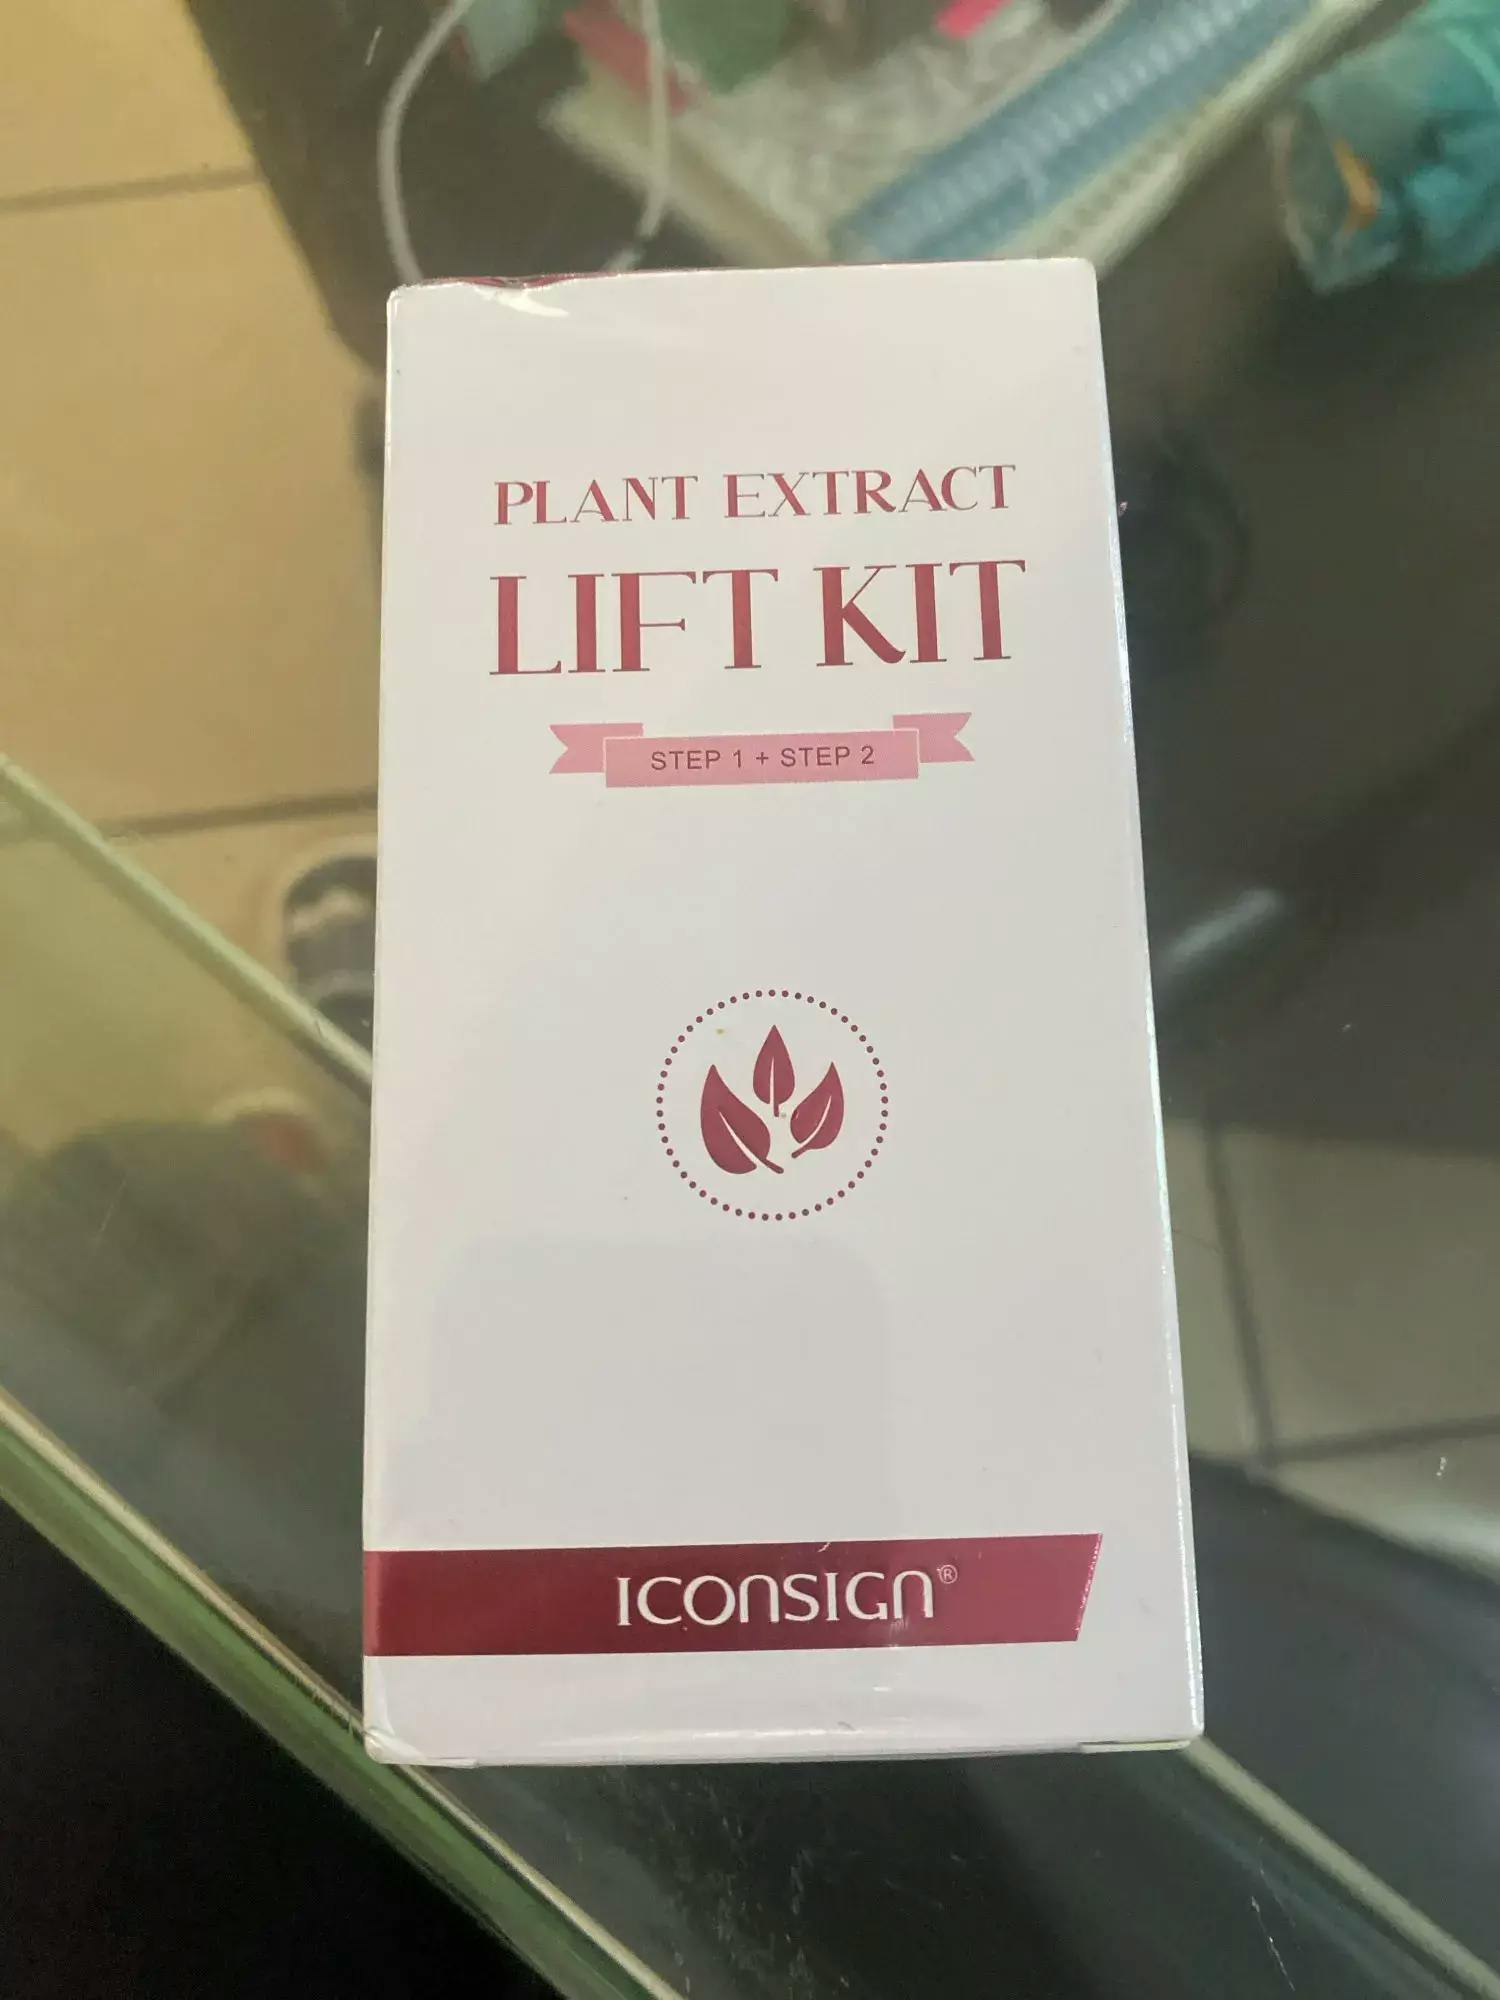 PLANT EXTRACT
LIFT KIT
STEP 1 + STEP 2
ICONSIGN®